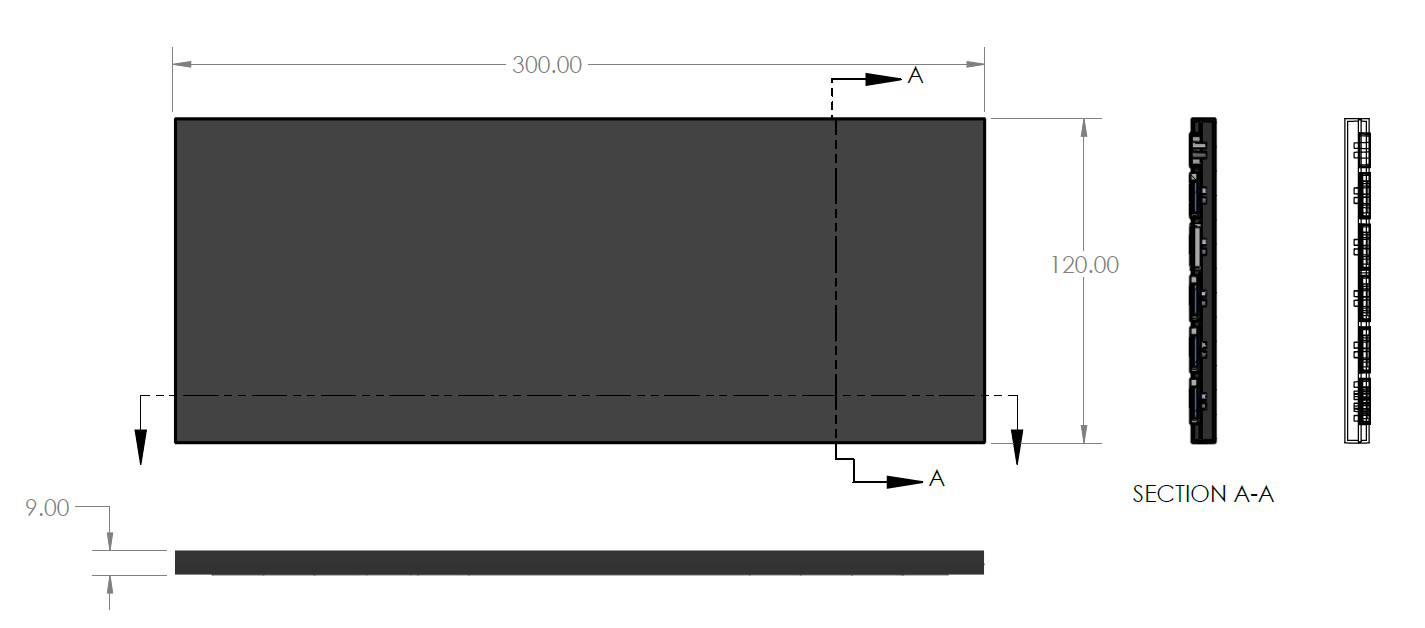 300.00
A
120.00
A
SECTION A-A
9.00